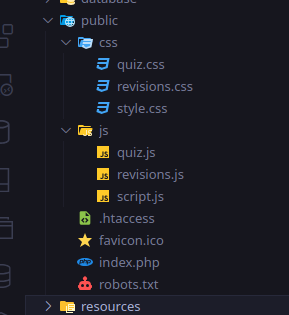 database
public
css
quiz.css
revisions.css
style.css
js
quiz.js
revisions.js
script.js
.htaccess
favicon.ico
index.php
robots.txt
resources